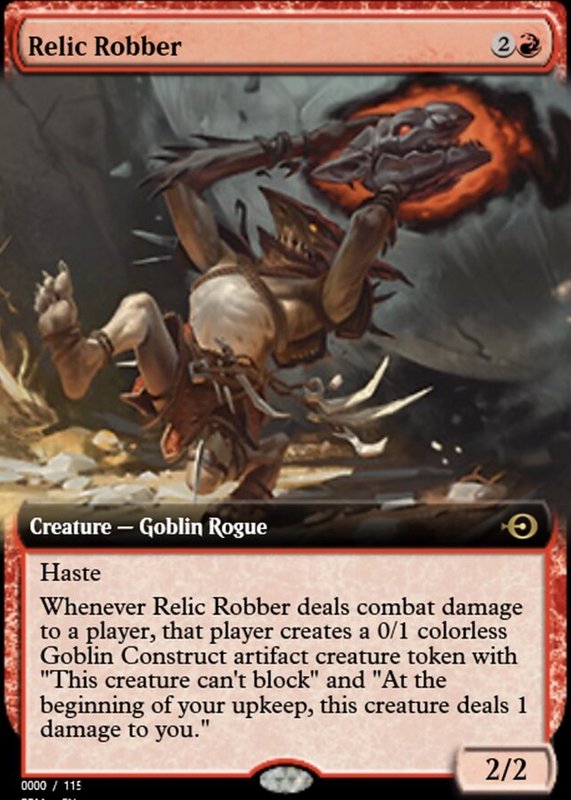 Relic Robber 2
Creature — Goblin Rogue
Haste
Whenever Relic Robber deals combat damage
to a player, that player creates a 0/1 colorless
Goblin Construct artifact creature token with
"This creature can't block" and "At the
beginning of your upkeep, this creature deals 1
damage to you."
2/2
0000 / 115